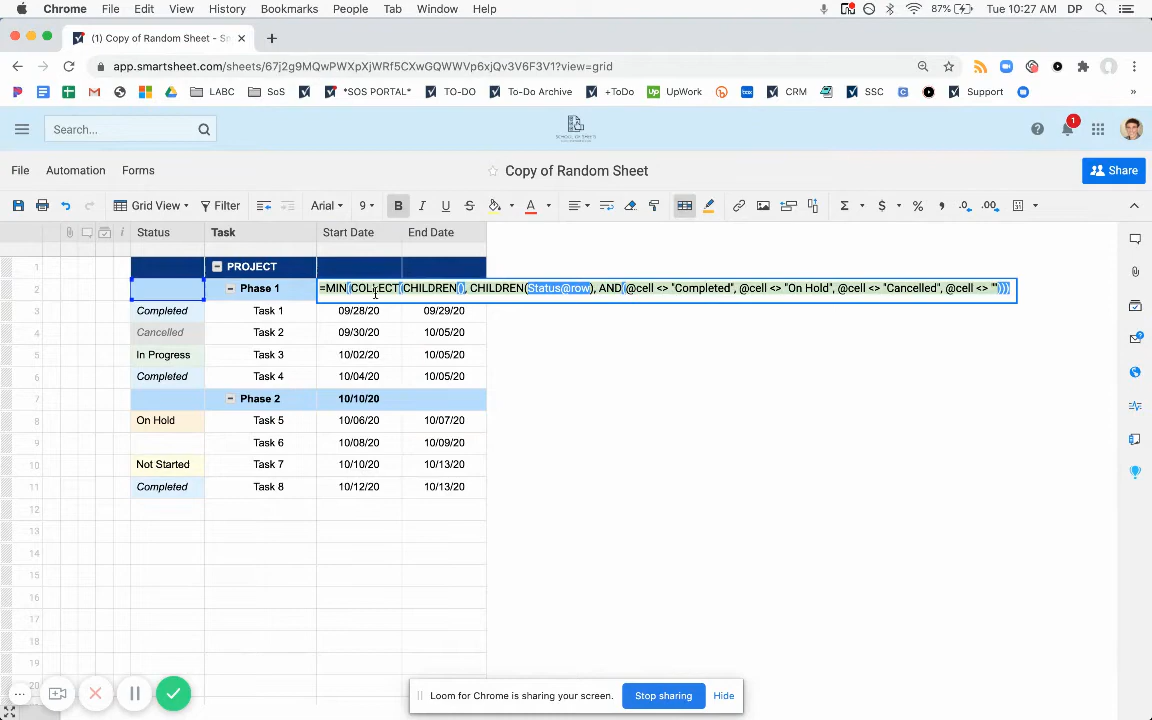 Chrome File Edit View History Bookmarks People Tab Window Help 87% Tue 10:27 AM DP
(1) Copy of Random Sheet - Sm
app.smartsheet.com/sheets/67j2g9MQwPWXpXjWRf5CXwGQWWVp6xjQv3V6F3V1?view=grid
LABC SoS *SOS PORTAL* TO-DO To-Do Archive +ToDo UpWork CRM SSC Support »
Search... SCHOOL OF SHEETS 1
File Automation Forms Copy of Random Sheet Share
Grid View Filter Arial 9 B I U S A Σ $ % , .0 .00
Status Task Start Date End Date
1 PROJECT
2 Phase 1 =MIN(COLLECT(CHILDREN(), CHILDREN(Status@row), AND(@cell <> "Completed", @cell <> "On Hold", @cell <> "Cancelled", @cell <> "")))
3 Completed Task 1 09/28/20 09/29/20
4 Cancelled Task 2 09/30/20 10/05/20
5 In Progress Task 3 10/02/20 10/05/20
6 Completed Task 4 10/04/20 10/05/20
7 Phase 2 10/10/20
8 On Hold Task 5 10/06/20 10/07/20
9 Task 6 10/08/20 10/09/20
10 Not Started Task 7 10/10/20 10/13/20
11 Completed Task 8 10/12/20 10/13/20
12
13
14
15
16
17
18
19
20
Loom for Chrome is sharing your screen. Stop sharing Hide